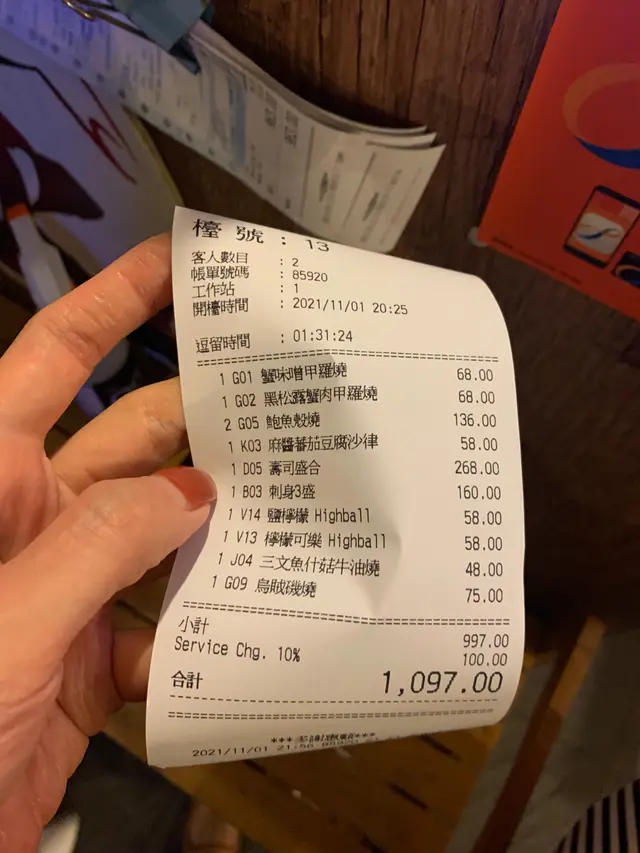 檯號 : 13
客人數目 : 2
帳單號碼 : 85920
工作站 : 1
開檯時間 : 2021/11/01 20:25
逗留時間 : 01:31:24
1 G01 蟹味噌甲羅燒 68.00
1 G02 黑松露蟹肉甲羅燒 68.00
2 G05 鮑魚殼燒 136.00
1 K03 麻醬蕃茄豆腐沙律 58.00
1 D05 壽司盛合 268.00
1 B03 刺身3盛 160.00
1 V14 鹽檸檬 Highball 58.00
1 V13 檸檬可樂 Highball 58.00
1 J04 三文魚什菇牛油燒 48.00
1 G09 烏賊磯燒 75.00
小計 997.00
Service Chg. 10% 100.00
合計 1,097.00
2021/11/01 21:56 85920